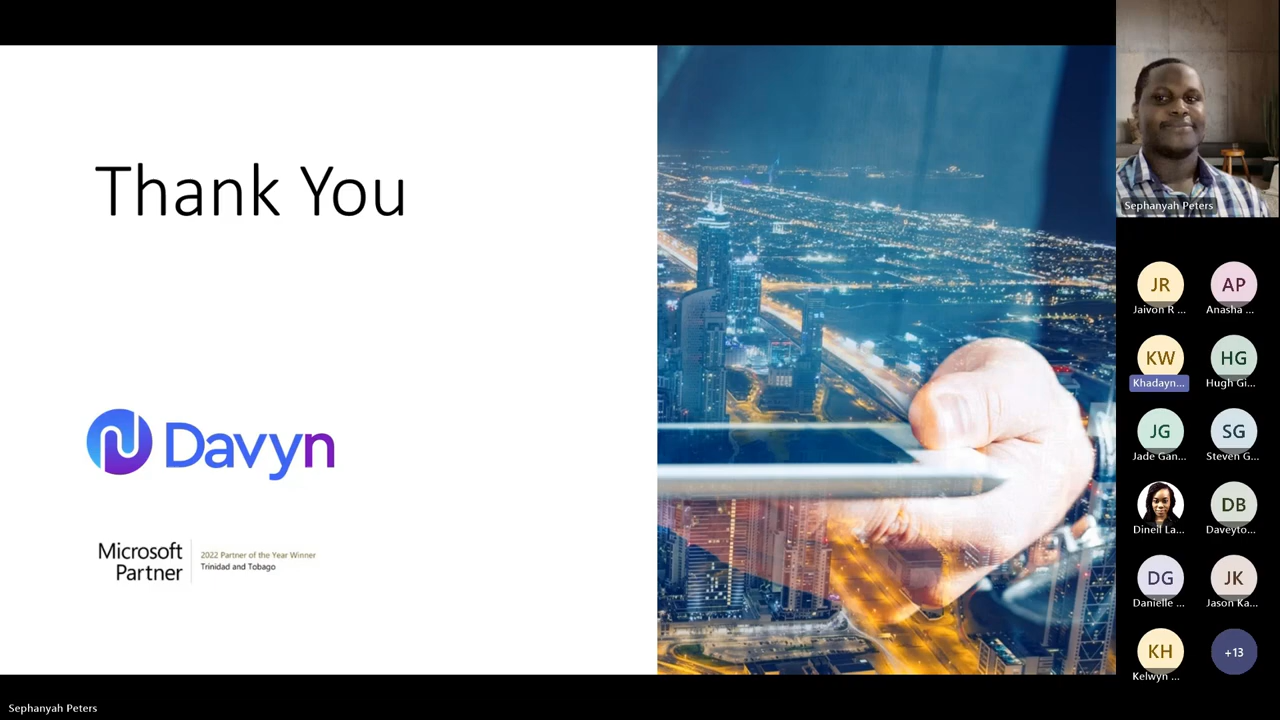 Thank You
Davyn
Microsoft
Partner
2022 Partner of the Year Winner
Trinidad and Tobago
Sephanyah Peters
JR
Jaivon R ...
AP
Anasha ...
KW
Khadayn...
HG
Hugh Gi...
JG
Jade Gan...
SG
Steven G...
Dineil La...
DB
Daveyto...
DG
Danielle ...
JK
Jason Ka...
KH
Kelwyn ...
+13
Sephanyah Peters